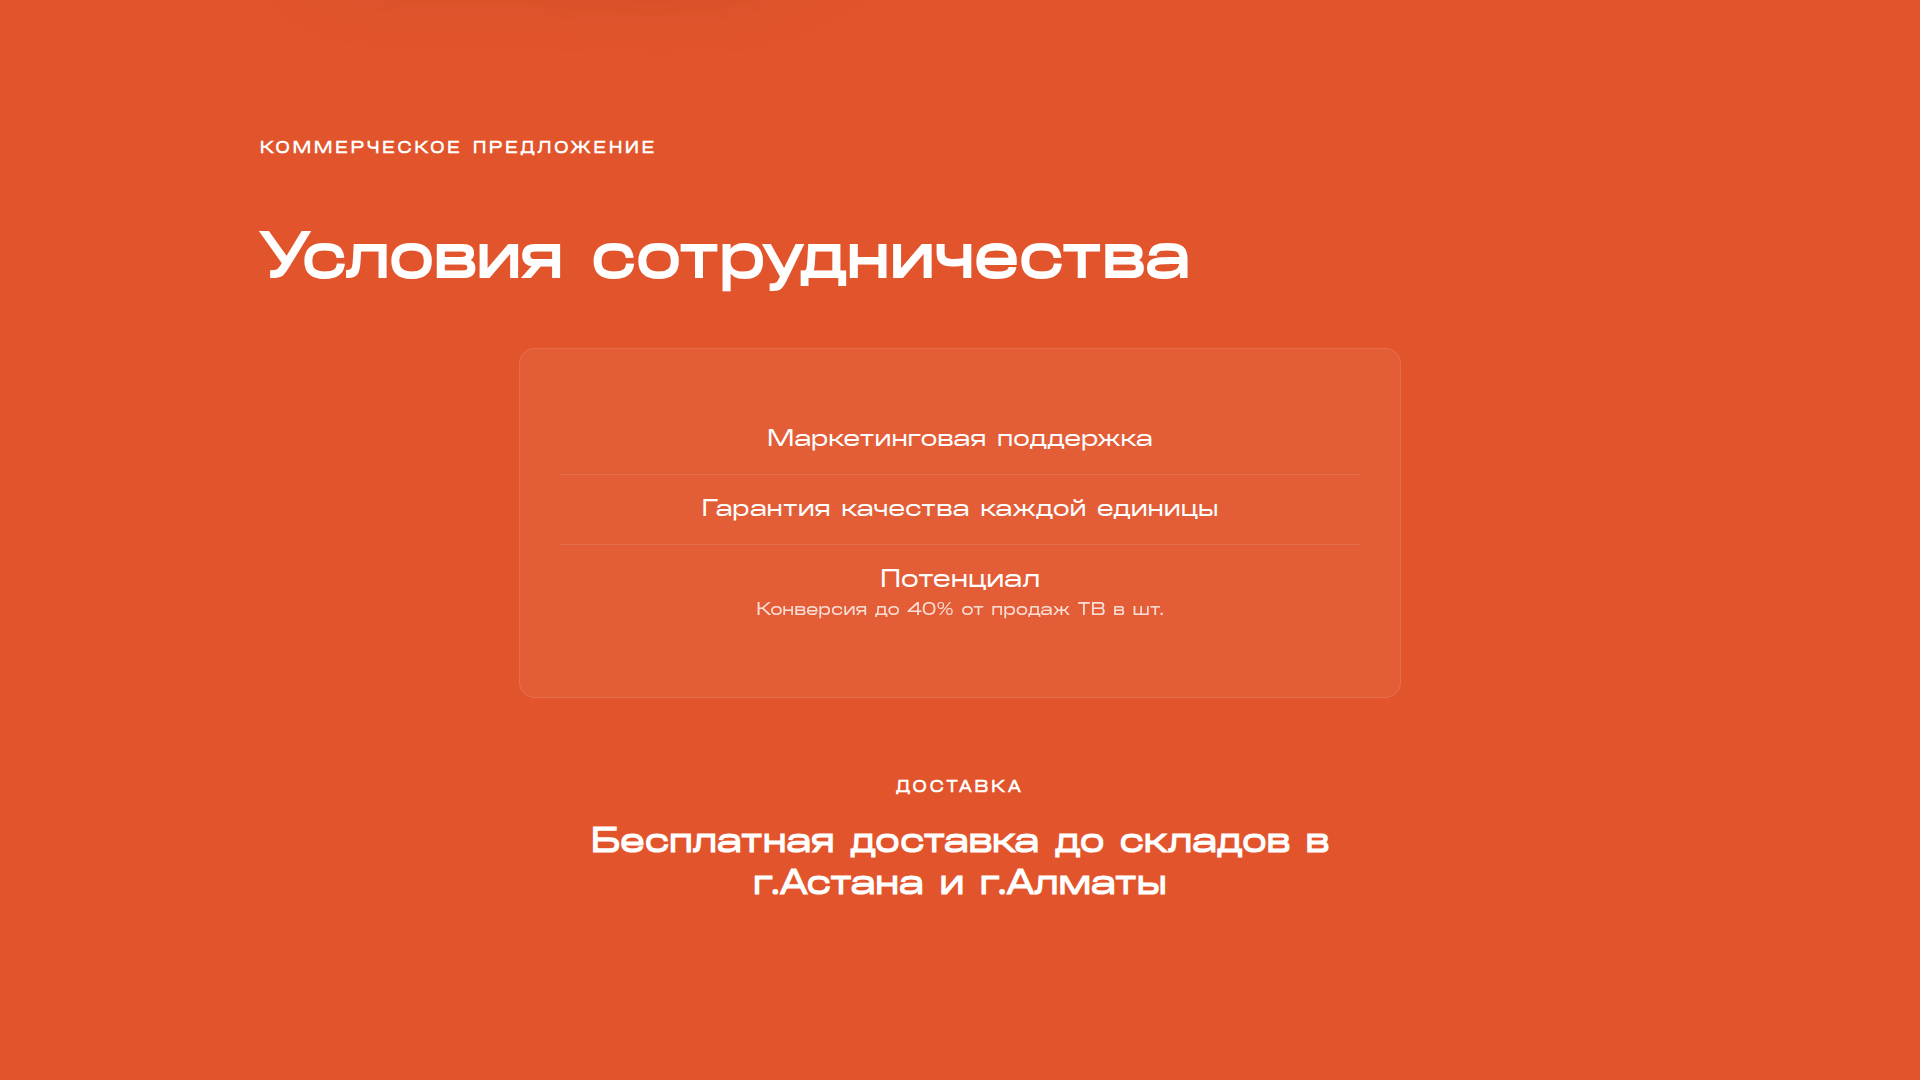 КОММЕРЧЕСКОЕ ПРЕДЛОЖЕНИЕ
Условия сотрудничества
Маркетинговая поддержка
Гарантия качества каждой единицы
Потенциал
Конверсия до 40% от продаж ТВ в шт.
ДОСТАВКА
Бесплатная доставка до складов в
г.Астана и г.Алматы